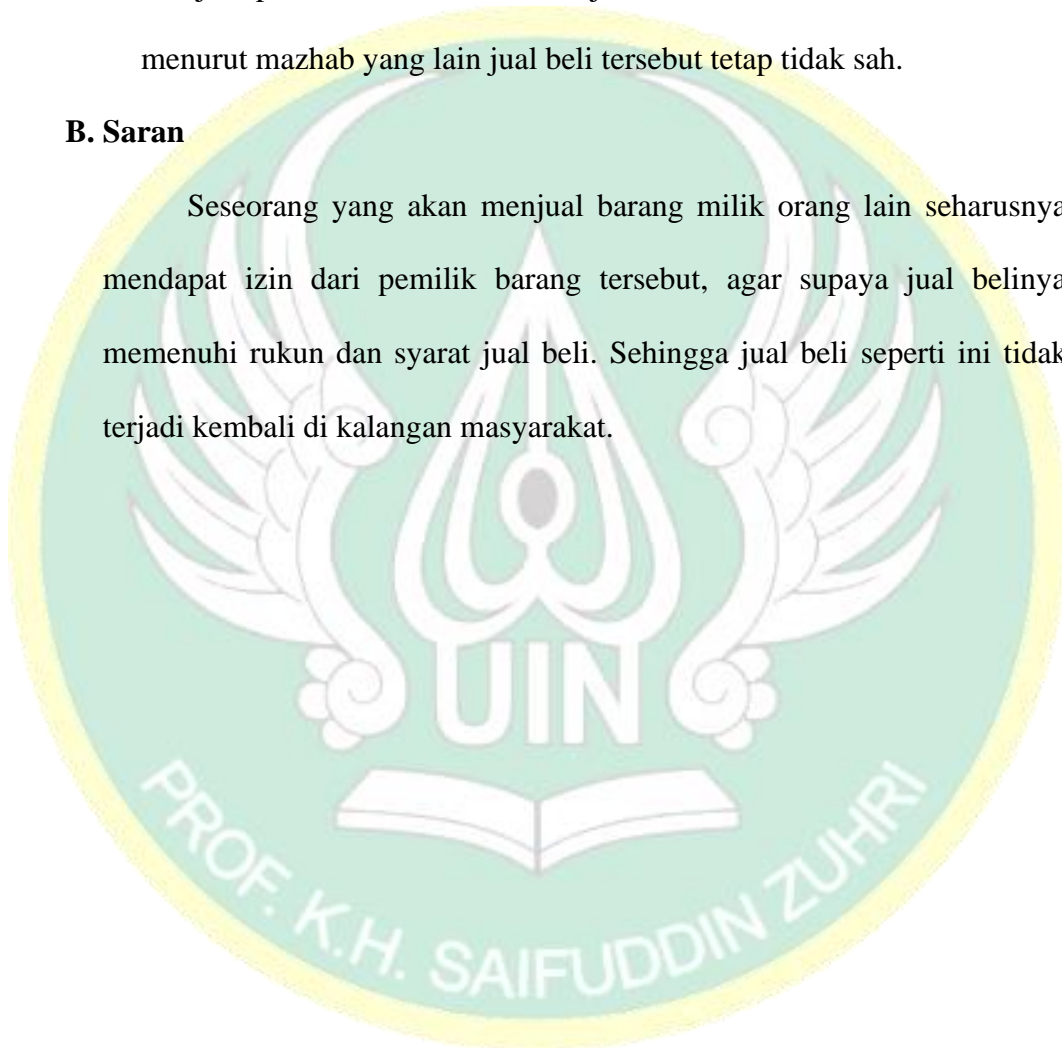 menurut mazhab yang lain jual beli tersebut tetap tidak sah.
B. Saran
Seseorang yang akan menjual barang milik orang lain seharusnya
mendapat izin dari pemilik barang tersebut, agar supaya jual belinya
memenuhi rukun dan syarat jual beli. Sehingga jual beli seperti ini tidak
terjadi kembali di kalangan masyarakat.
UIN
PROF. K.H. SAIFUDDIN ZUHRI